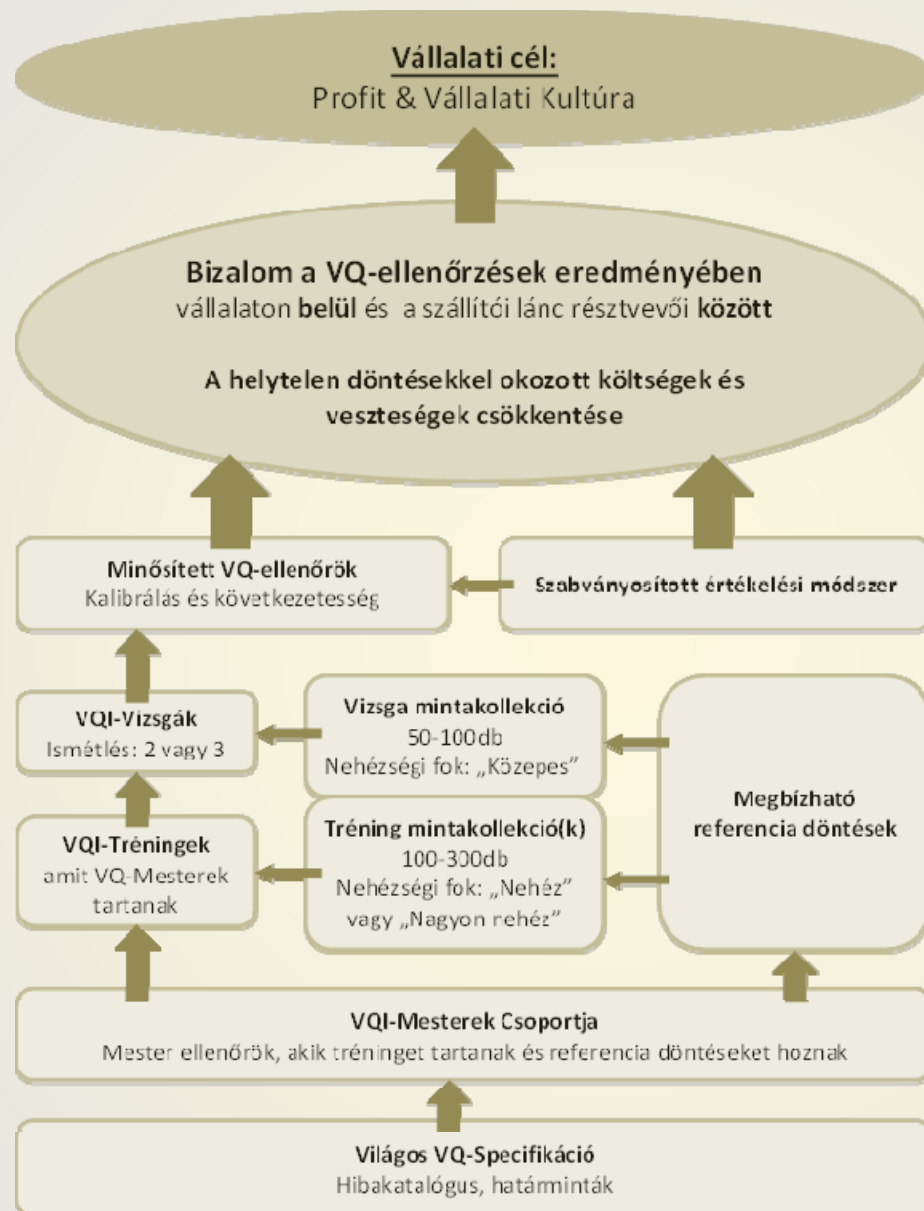 Vállalati cél:
Profit & Vállalati Kultúra
Bizalom a VQ-ellenőrzések eredményében
vállalaton belül és a szállítói lánc résztvevői között
A helytelen döntésekkel okozott költségek és
veszteségek csökkentése
Minősített VQ-ellenőrök
Kalibrálás és következetesség
Szabványosított értékelési módszer
VQI-Vizsgák
Ismétlés: 2 vagy 3
Vizsga mintakollekció
50-100db
Nehézségi fok: „Közepes”
Megbízható
referencia döntések
VQI-Tréningek
amit VQ-Mesterek
tartanak
Tréning mintakollekció(k)
100-300db
Nehézségi fok: „Nehéz”
vagy „Nagyon nehéz”
VQI-Mesterek Csoportja
Mester ellenőrök, akik tréninget tartanak és referencia döntéseket hoznak
Világos VQ-Specifikáció
Hibakatalógus, határminták